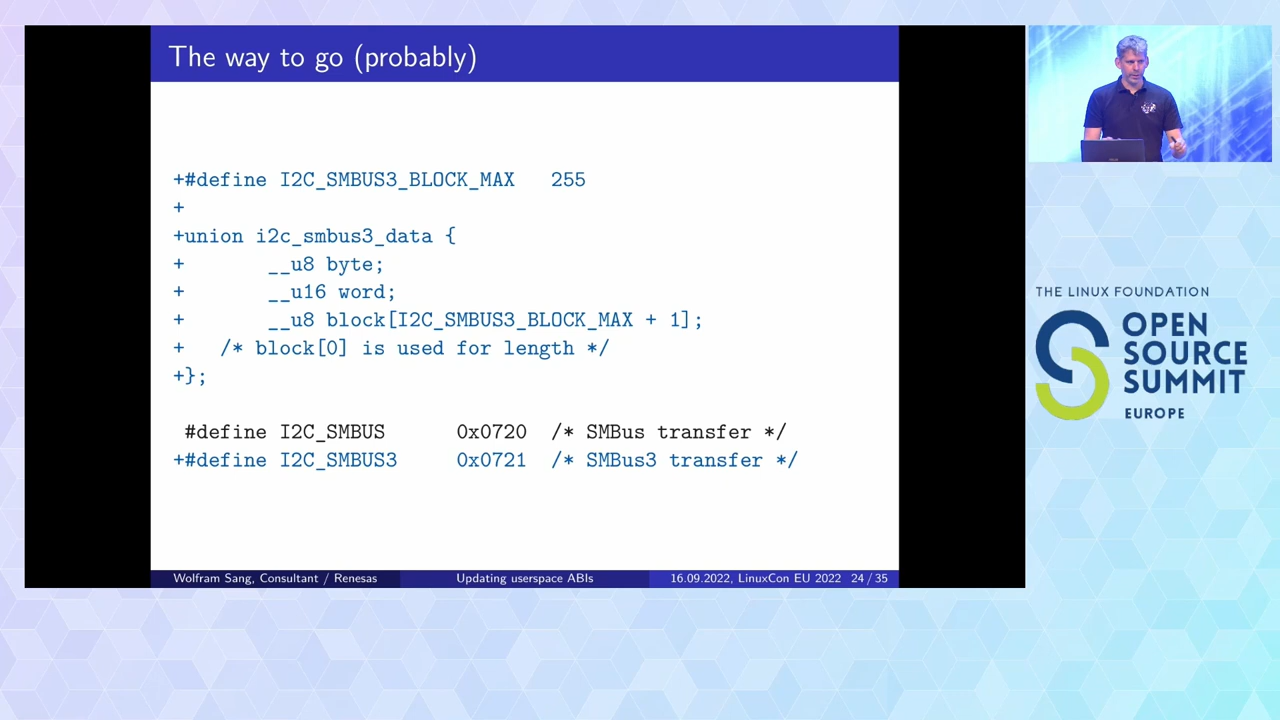 The way to go (probably)
+#define I2C_SMBUS3_BLOCK_MAX 255
+
+union i2c_smbus3_data {
+ __u8 byte;
+ __u16 word;
+ __u8 block[I2C_SMBUS3_BLOCK_MAX + 1];
+ /* block[0] is used for length */
+};
#define I2C_SMBUS 0x0720 /* SMBus transfer */
+#define I2C_SMBUS3 0x0721 /* SMBus3 transfer */
Wolfram Sang, Consultant / Renesas Updating userspace ABIs 16.09.2022, LinuxCon EU 2022 24 / 35
THE LINUX FOUNDATION
OPEN
SOURCE
SUMMIT
EUROPE